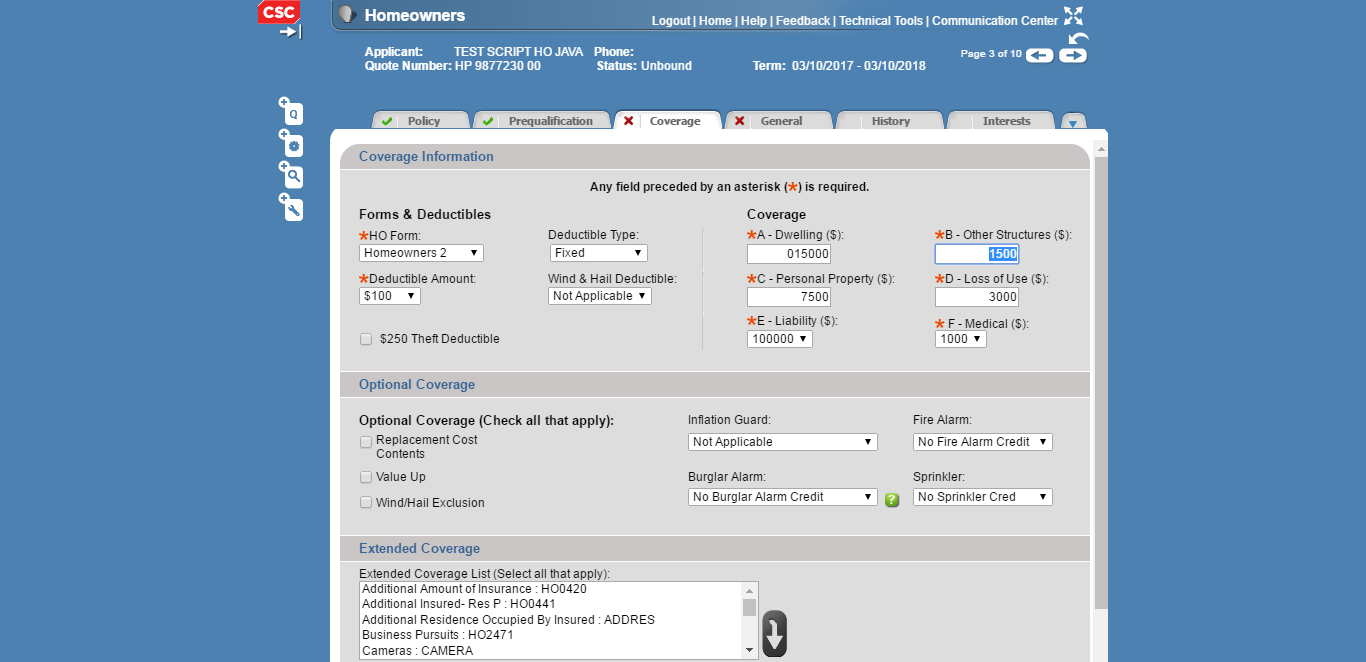 CSC
Homeowners
Logout | Home | Help | Feedback | Technical Tools | Communication Center
Applicant: TEST SCRIPT HO JAVA Phone:
Quote Number: HP 9877230 00 Status: Unbound Term: 03/10/2017 - 03/10/2018
Page 3 of 10
Q
Policy Prequalification Coverage General History Interests
Coverage Information
Any field preceded by an asterisk (*) is required.
Forms & Deductibles
*HO Form: Deductible Type:
Homeowners 2 Fixed
*Deductible Amount: Wind & Hail Deductible:
$100 Not Applicable
$250 Theft Deductible
Coverage
*A - Dwelling ($): *B - Other Structures ($):
015000 1500
*C - Personal Property ($): *D - Loss of Use ($):
7500 3000
*E - Liability ($): * F - Medical ($):
100000 1000
Optional Coverage
Optional Coverage (Check all that apply):
Replacement Cost
Contents
Value Up
Wind/Hail Exclusion
Inflation Guard: Fire Alarm:
Not Applicable No Fire Alarm Credit
Burglar Alarm: Sprinkler:
No Burglar Alarm Credit ? No Sprinkler Cred
Extended Coverage
Extended Coverage List (Select all that apply):
Additional Amount of Insurance : HO0420
Additional Insured- Res P : HO0441
Additional Residence Occupied By Insured : ADDRES
Business Pursuits : HO2471
Cameras : CAMERA